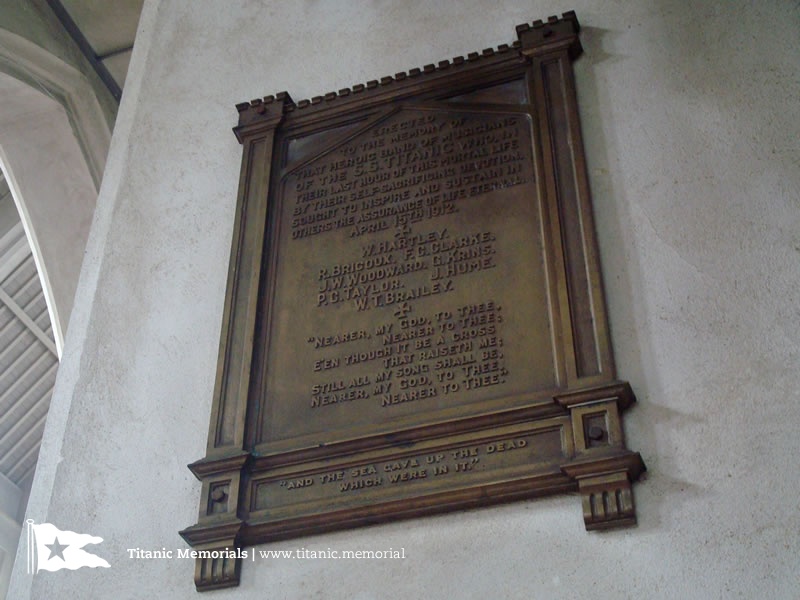 ERECTED
TO THE MEMORY OF
THAT HEROIC BAND OF MUSICIANS
OF THE S.S. TITANIC WHO, IN
THEIR LAST HOUR OF THIS MORTAL LIFE
BY THEIR SELF-SACRIFICING DEVOTION,
SOUGHT TO INSPIRE AND SUSTAIN IN
OTHERS THE ASSURANCE OF LIFE ETERNAL.
APRIL 15TH 1912.
W. HARTLEY.
R. BRICOUX. F. C. CLARKE.
J. W. WOODWARD. G. KRINS.
P. C. TAYLOR. J. HUME.
W. T. BRAILEY.
"NEARER, MY GOD, TO THEE,
NEARER TO THEE:
E'EN THOUGH IT BE A CROSS
THAT RAISETH ME;
STILL ALL MY SONG SHALL BE,
NEARER, MY GOD, TO THEE,
NEARER TO THEE."
"AND THE SEA GAVE UP THE DEAD
WHICH WERE IN IT."
Titanic Memorials | www.titanic.memorial